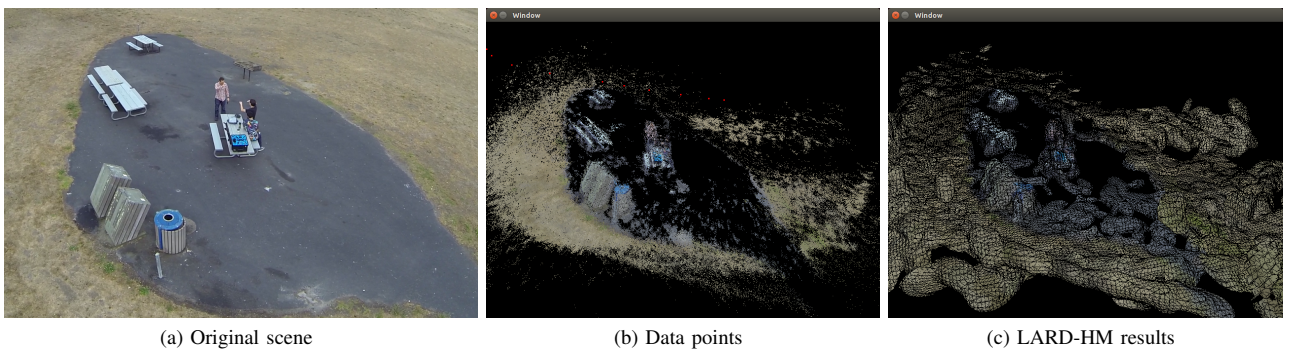 Window
Window
(a) Original scene
(b) Data points
(c) LARD-HM results